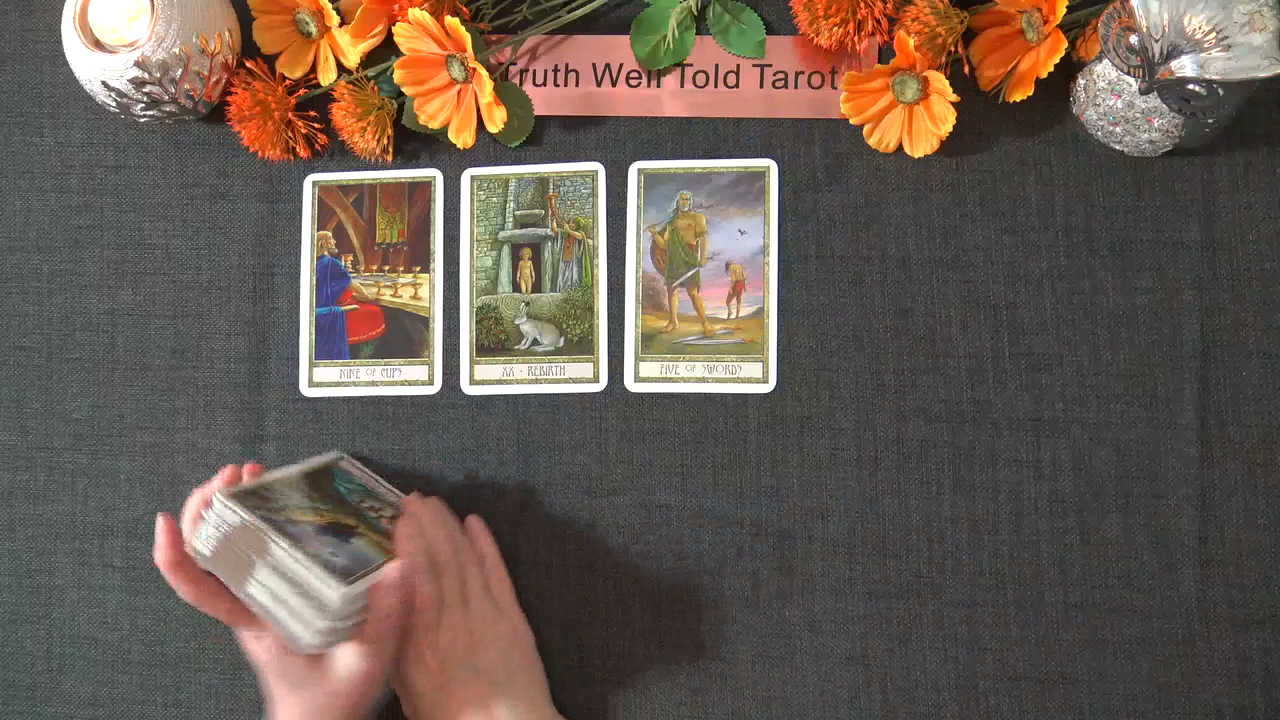 Truth Well Told Tarot
NINE OF CUPS
XX • REBIRTH
FIVE OF SWORDS